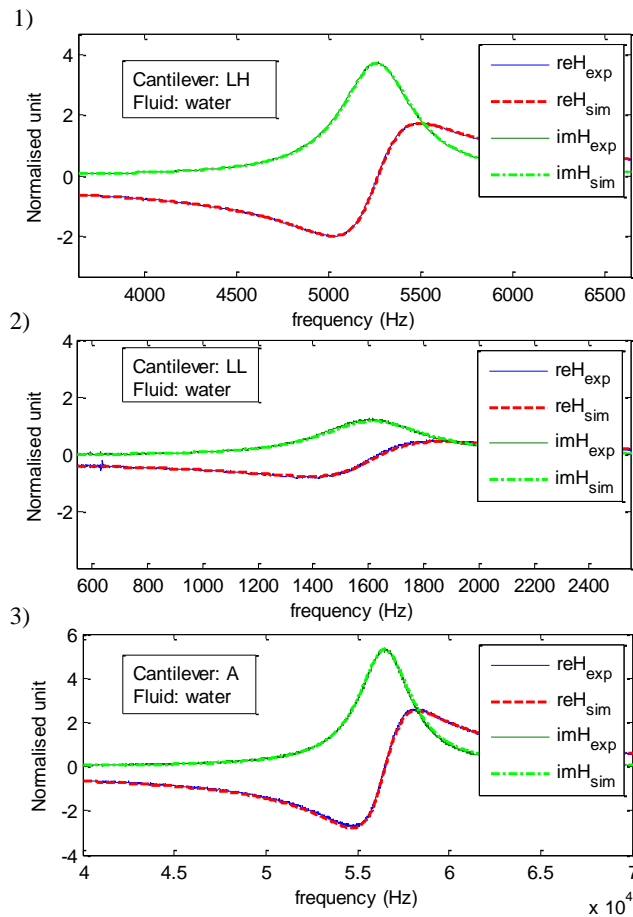 1)
4
2
0
-2
Normalised unit
Cantilever: LH
Fluid: water
reH_exp
reH_sim
imH_exp
imH_sim
4000 4500 5000 5500 6000 6500
frequency (Hz)
2)
4
2
0
-2
Normalised unit
Cantilever: LL
Fluid: water
reH_exp
reH_sim
imH_exp
imH_sim
600 800 1000 1200 1400 1600 1800 2000 2200 2400
frequency (Hz)
3)
6
4
2
0
-2
-4
Normalised unit
Cantilever: A
Fluid: water
reH_exp
reH_sim
imH_exp
imH_sim
4 4.5 5 5.5 6 6.5 7
frequency (Hz)
x 10^4